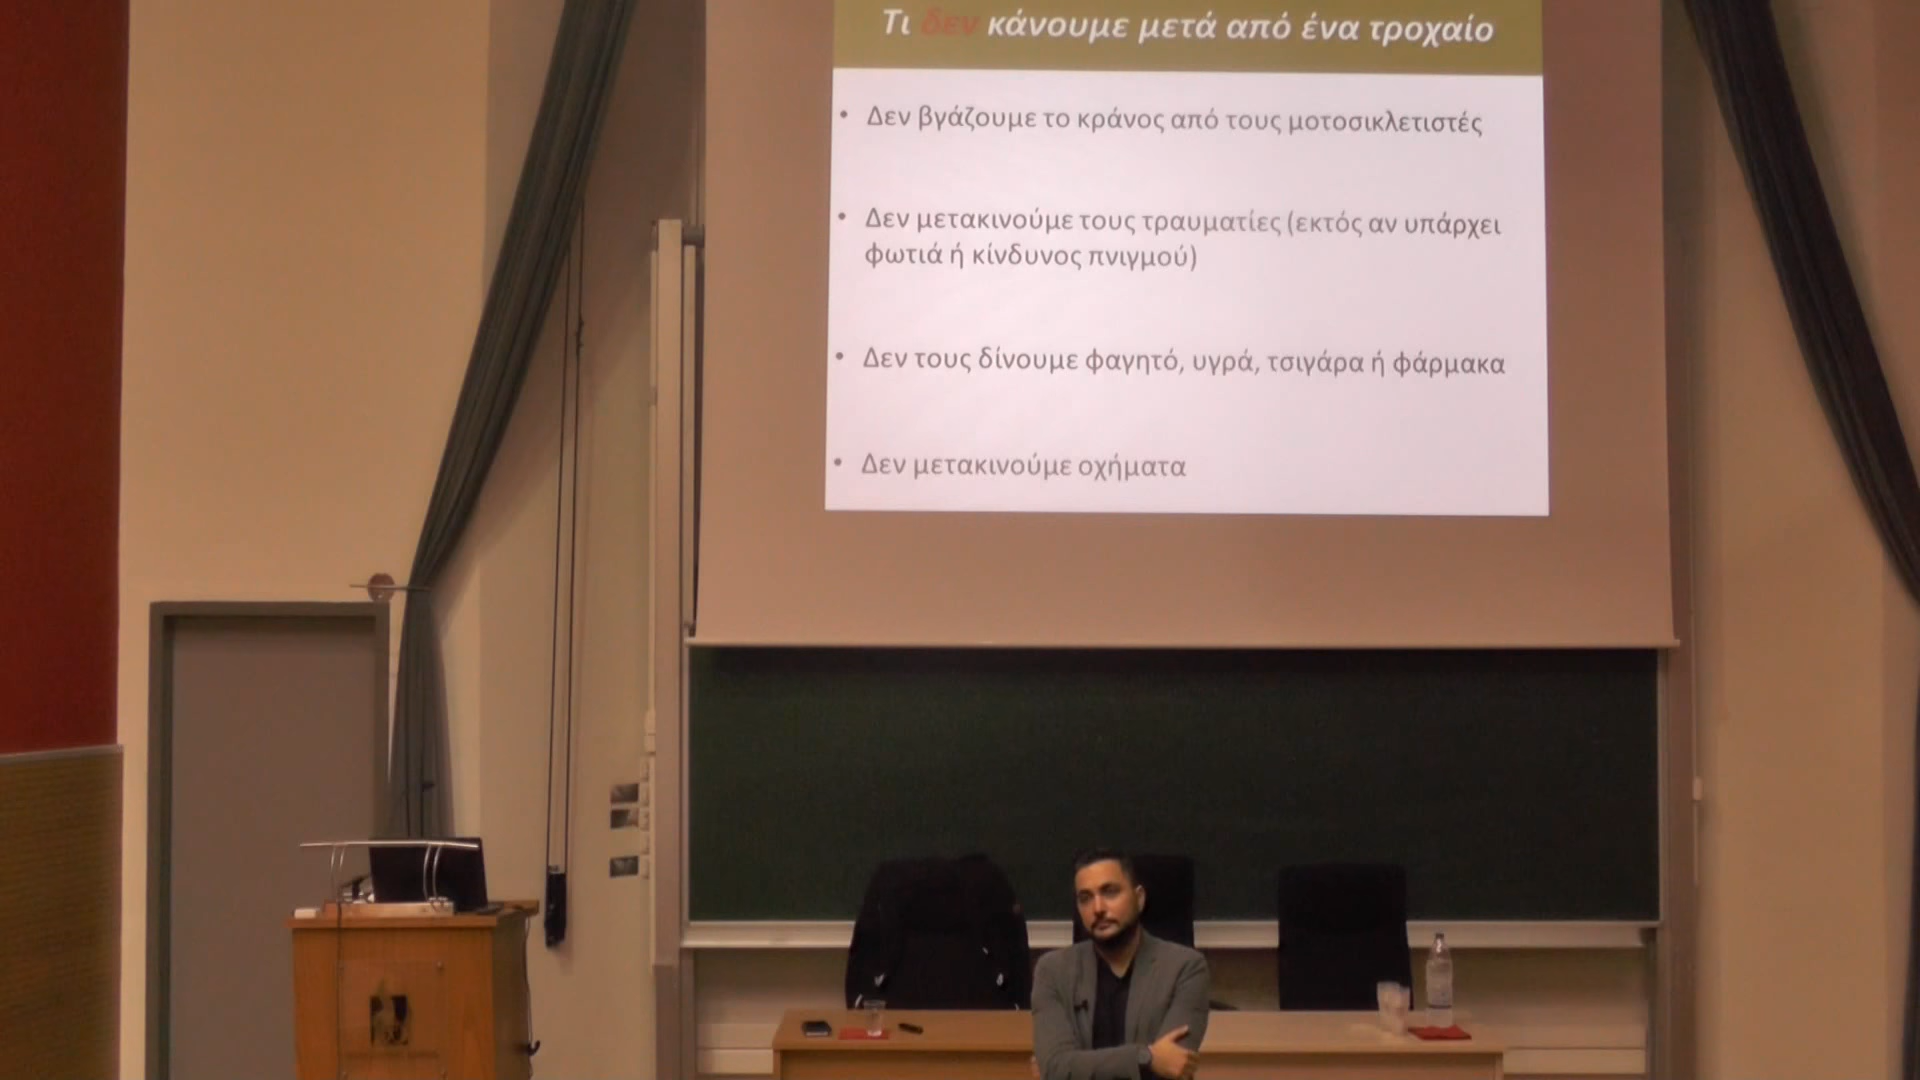 Τι δεν κάνουμε μετά από ένα τροχαίο
• Δεν βγάζουμε το κράνος από τους μοτοσικλετιστές
• Δεν μετακινούμε τους τραυματίες (εκτός αν υπάρχει
φωτιά ή κίνδυνος πνιγμού)
• Δεν τους δίνουμε φαγητό, υγρά, τσιγάρα ή φάρμακα
• Δεν μετακινούμε οχήματα